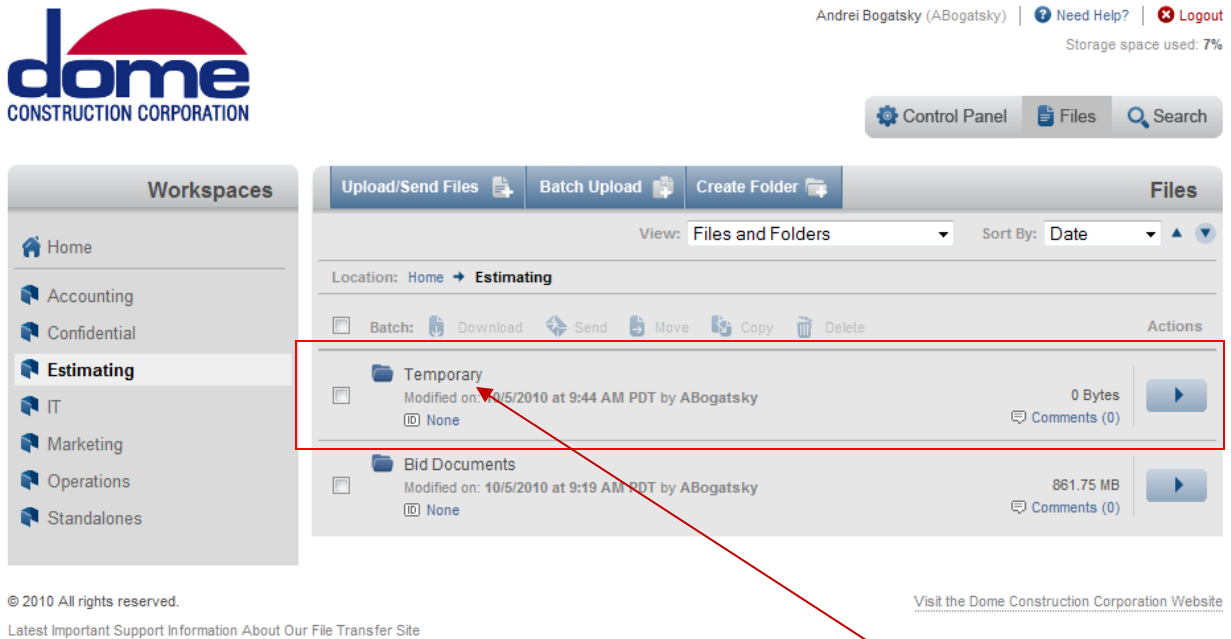 Andrei Bogatsky (ABogatsky) Need Help? Logout
Storage space used: 7%
dome
CONSTRUCTION CORPORATION
Control Panel Files Search
Workspaces
Home
Accounting
Confidential
Estimating
IT
Marketing
Operations
Standalones
Upload/Send Files Batch Upload Create Folder Files
View: Files and Folders Sort By: Date
Location: Home Estimating
Batch: Download Send Move Copy Delete Actions
Temporary
Modified on: 10/5/2010 at 9:44 AM PDT by ABogatsky 0 Bytes
ID None Comments (0)
Bid Documents
Modified on: 10/5/2010 at 9:19 AM PDT by ABogatsky 861.75 MB
ID None Comments (0)
© 2010 All rights reserved. Visit the Dome Construction Corporation Website
Latest Important Support Information About Our File Transfer Site